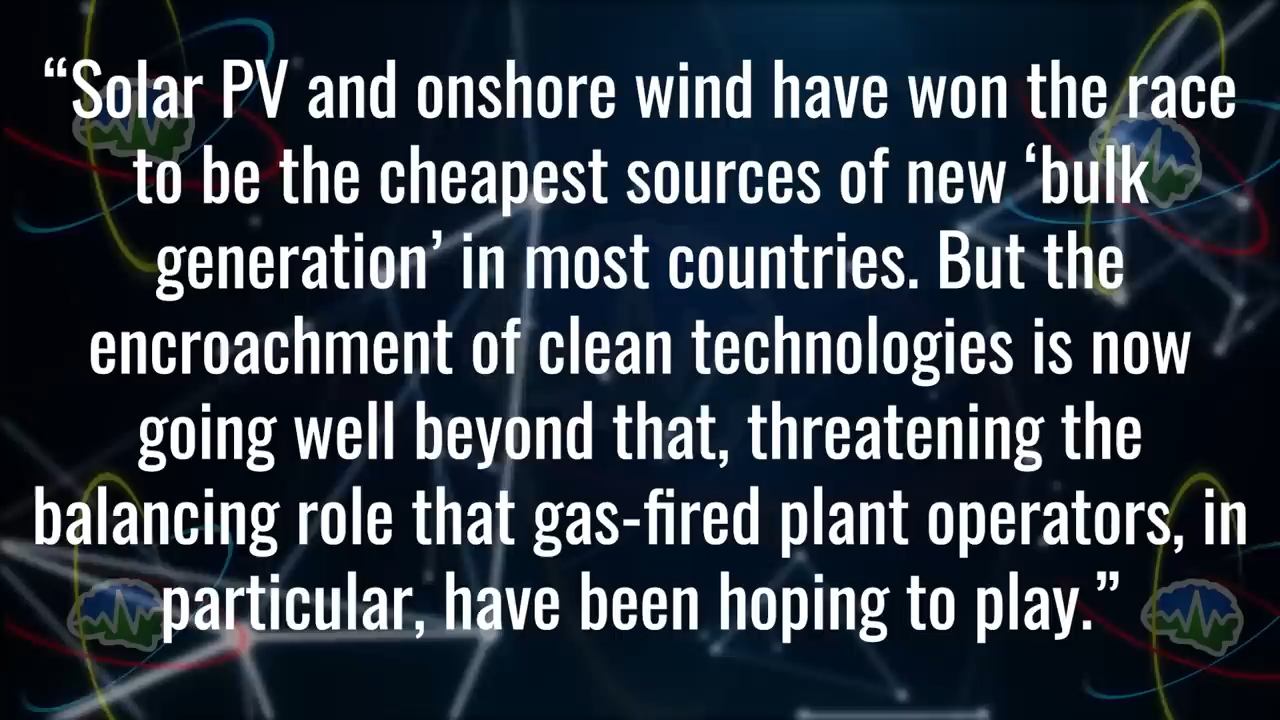 “Solar PV and onshore wind have won the race
to be the cheapest sources of new ‘bulk
generation’ in most countries. But the
encroachment of clean technologies is now
going well beyond that, threatening the
balancing role that gas-fired plant operators, in
particular, have been hoping to play.”